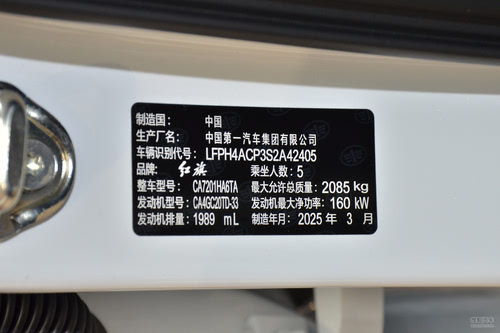 制造国：中国
生产厂名：中国第一汽车集团有限公司
车辆识别代号：LFPH4ACP3S2A42405
品牌：红旗 乘坐人数：5
整车型号：CA7201HA6TA 最大允许总质量：2085 kg
发动机型号：CA4GC20TD-33 发动机最大净功率：160 kW
发动机排量：1989 mL 制造年月：2025 年 3 月